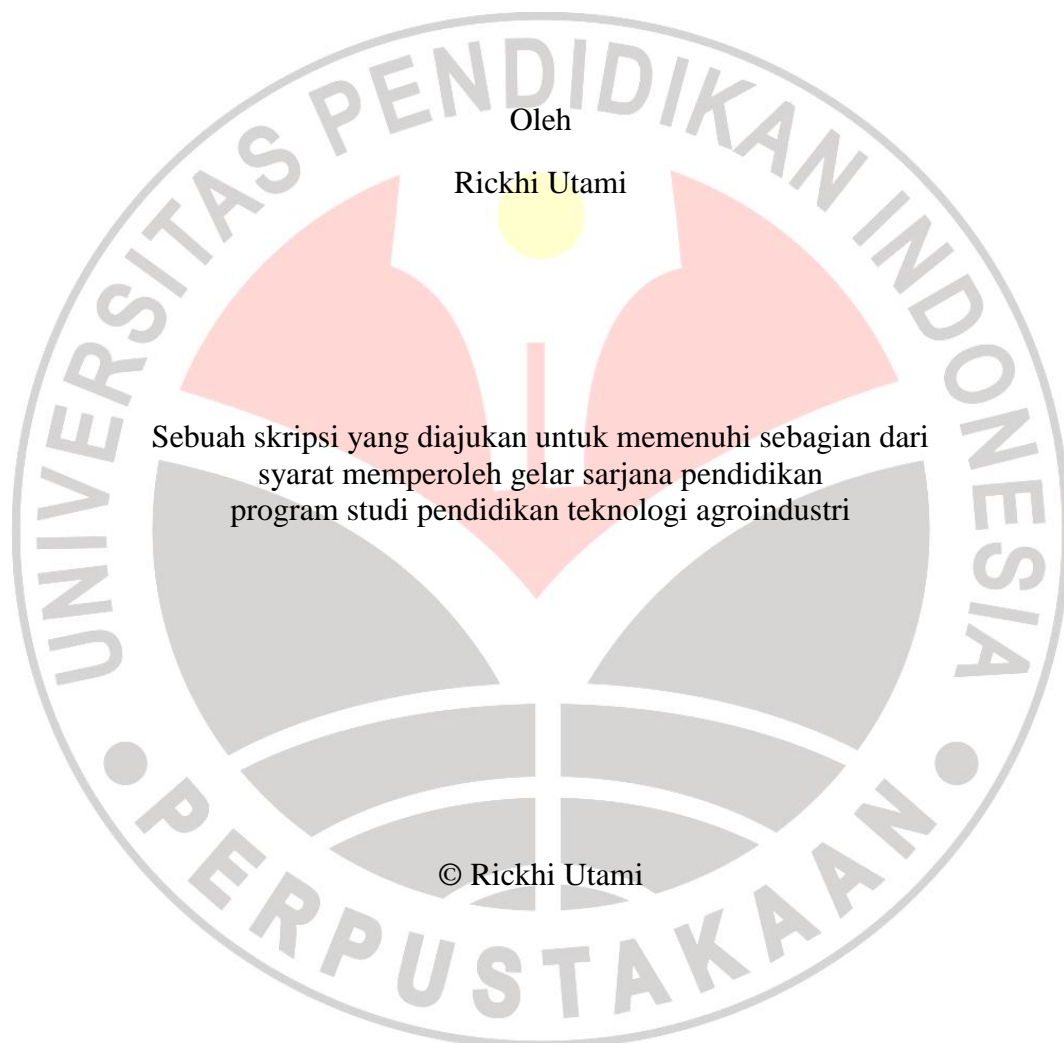 UNIVERSITAS PENDIDIKAN INDONESIA
Oleh
Rickhi Utami
Sebuah skripsi yang diajukan untuk memenuhi sebagian dari
syarat memperoleh gelar sarjana pendidikan
program studi pendidikan teknologi agroindustri
© Rickhi Utami
PERPUSTAKAAN